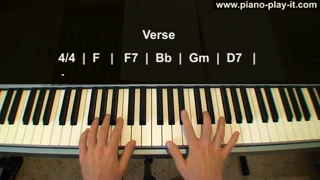 www.piano-play-it.com
Verse
4/4 | F | F7 | Bb | Gm | D7 |
-